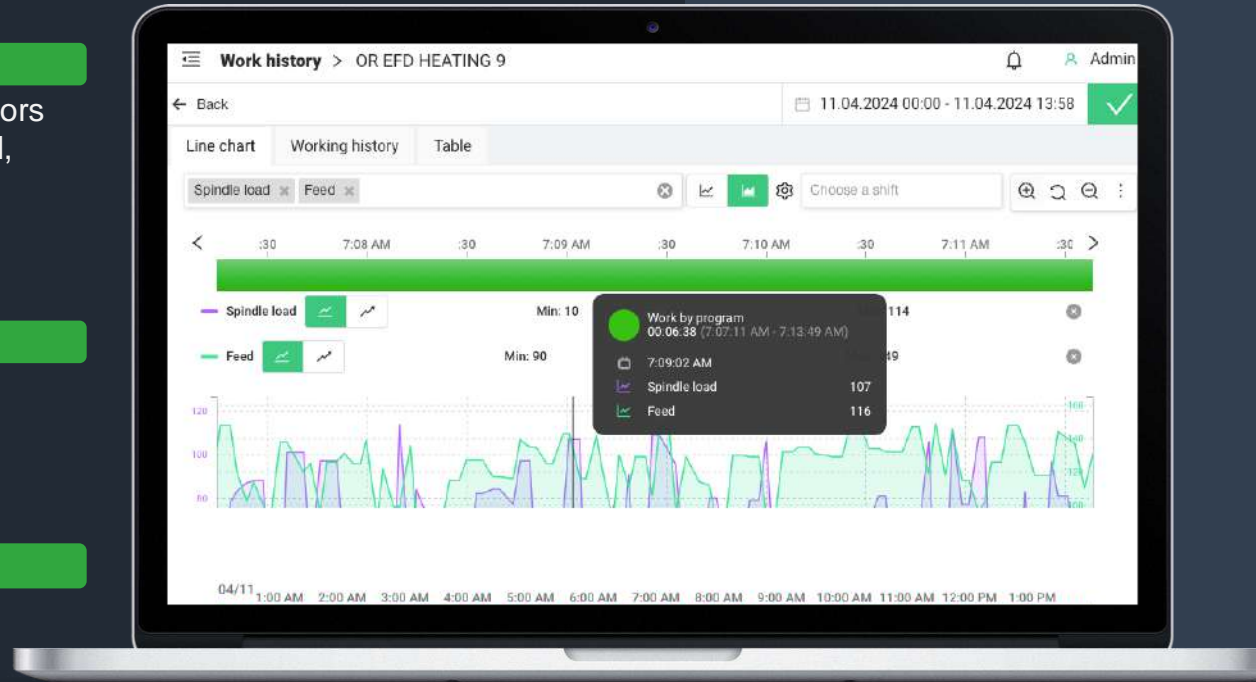 ors
Work history > OR EFD HEATING 9
Admin
Back
11.04.2024 00:00 - 11.04.2024 13:58
Line chart Working history Table
Spindle load Feed
Choose a shift
:30 7:08 AM :30 7:09 AM :30 7:10 AM :30 7:11 AM :30
Spindle load Min: 10 114
Feed Min: 90 49
Work by program
00:06:38 (7:07:11 AM - 7:13:49 AM)
7:09:02 AM
Spindle load 107
Feed 116
120 160
100 140
80 120
100
04/11 1:00 AM 2:00 AM 3:00 AM 4:00 AM 5:00 AM 6:00 AM 7:00 AM 8:00 AM 9:00 AM 10:00 AM 11:00 AM 12:00 PM 1:00 PM